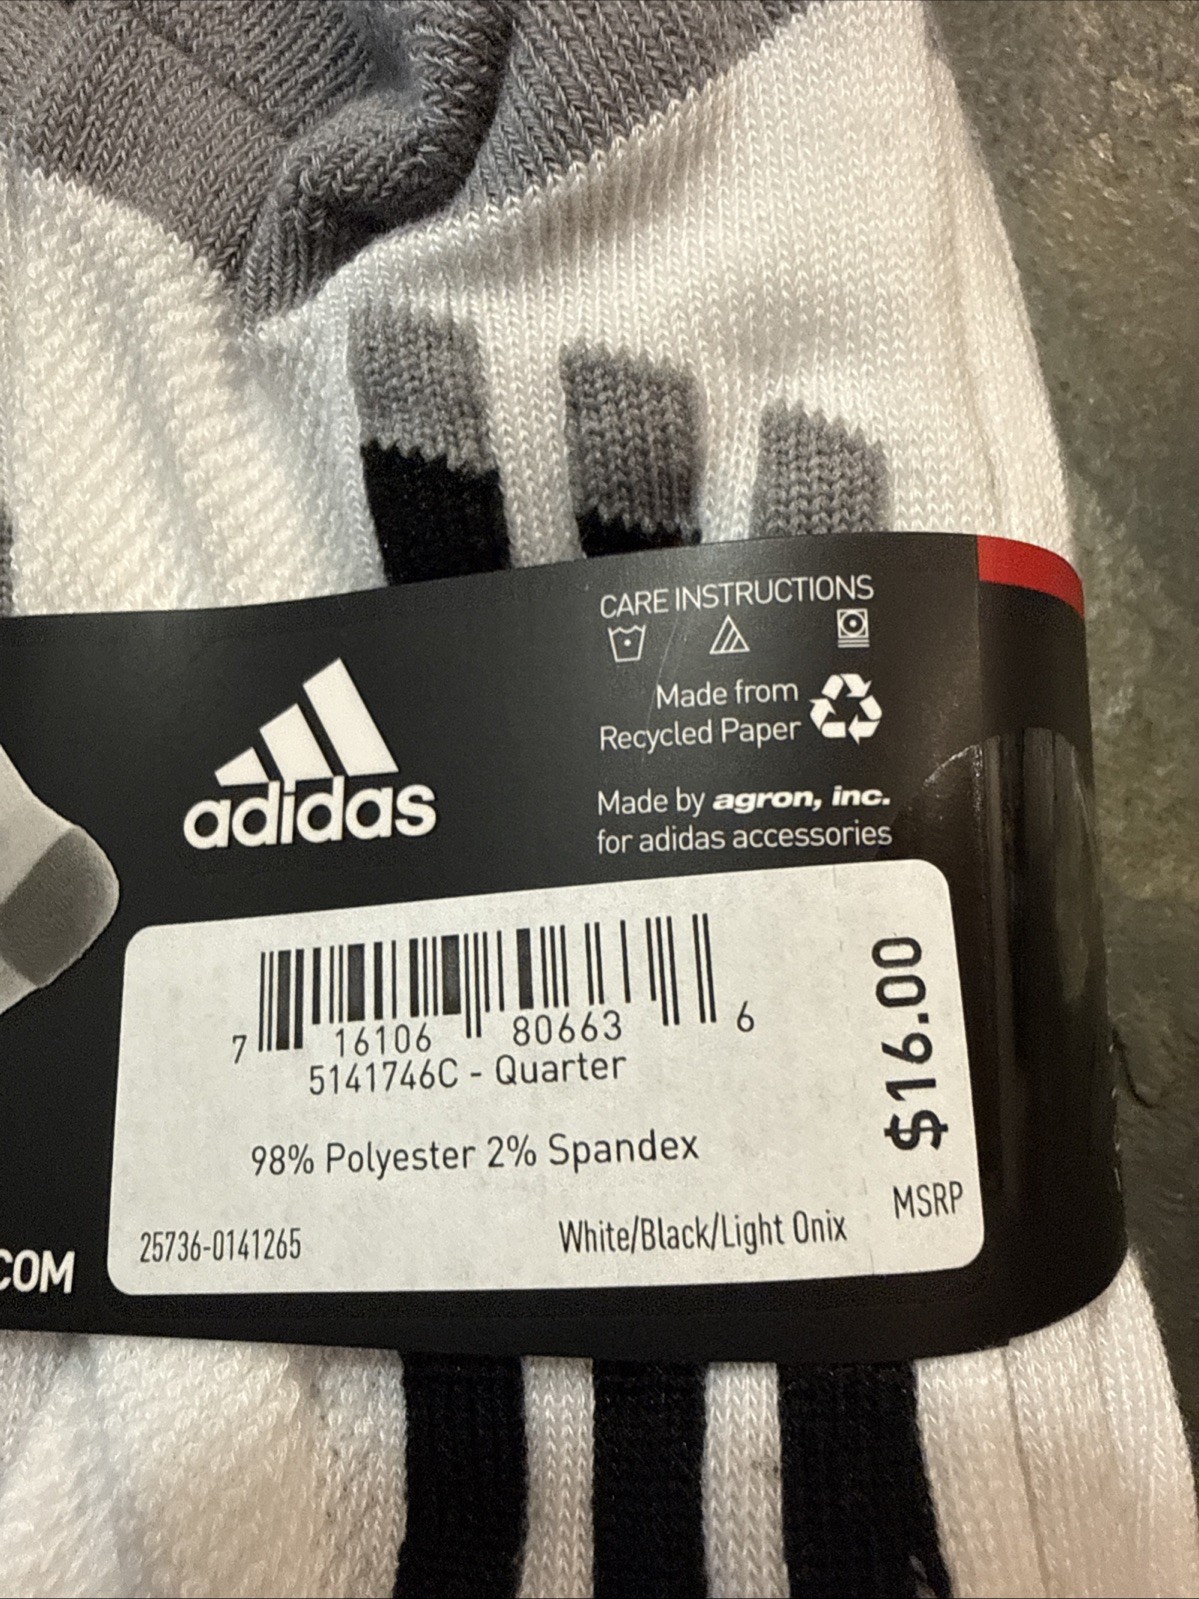 CARE INSTRUCTIONS
Made from
Recycled Paper
adidas
Made by agron, inc.
for adidas accessories
7 16106 80663 6
5141746C - Quarter
98% Polyester 2% Spandex
25736-0141265
White/Black/Light Onix
$16.00
MSRP
COM